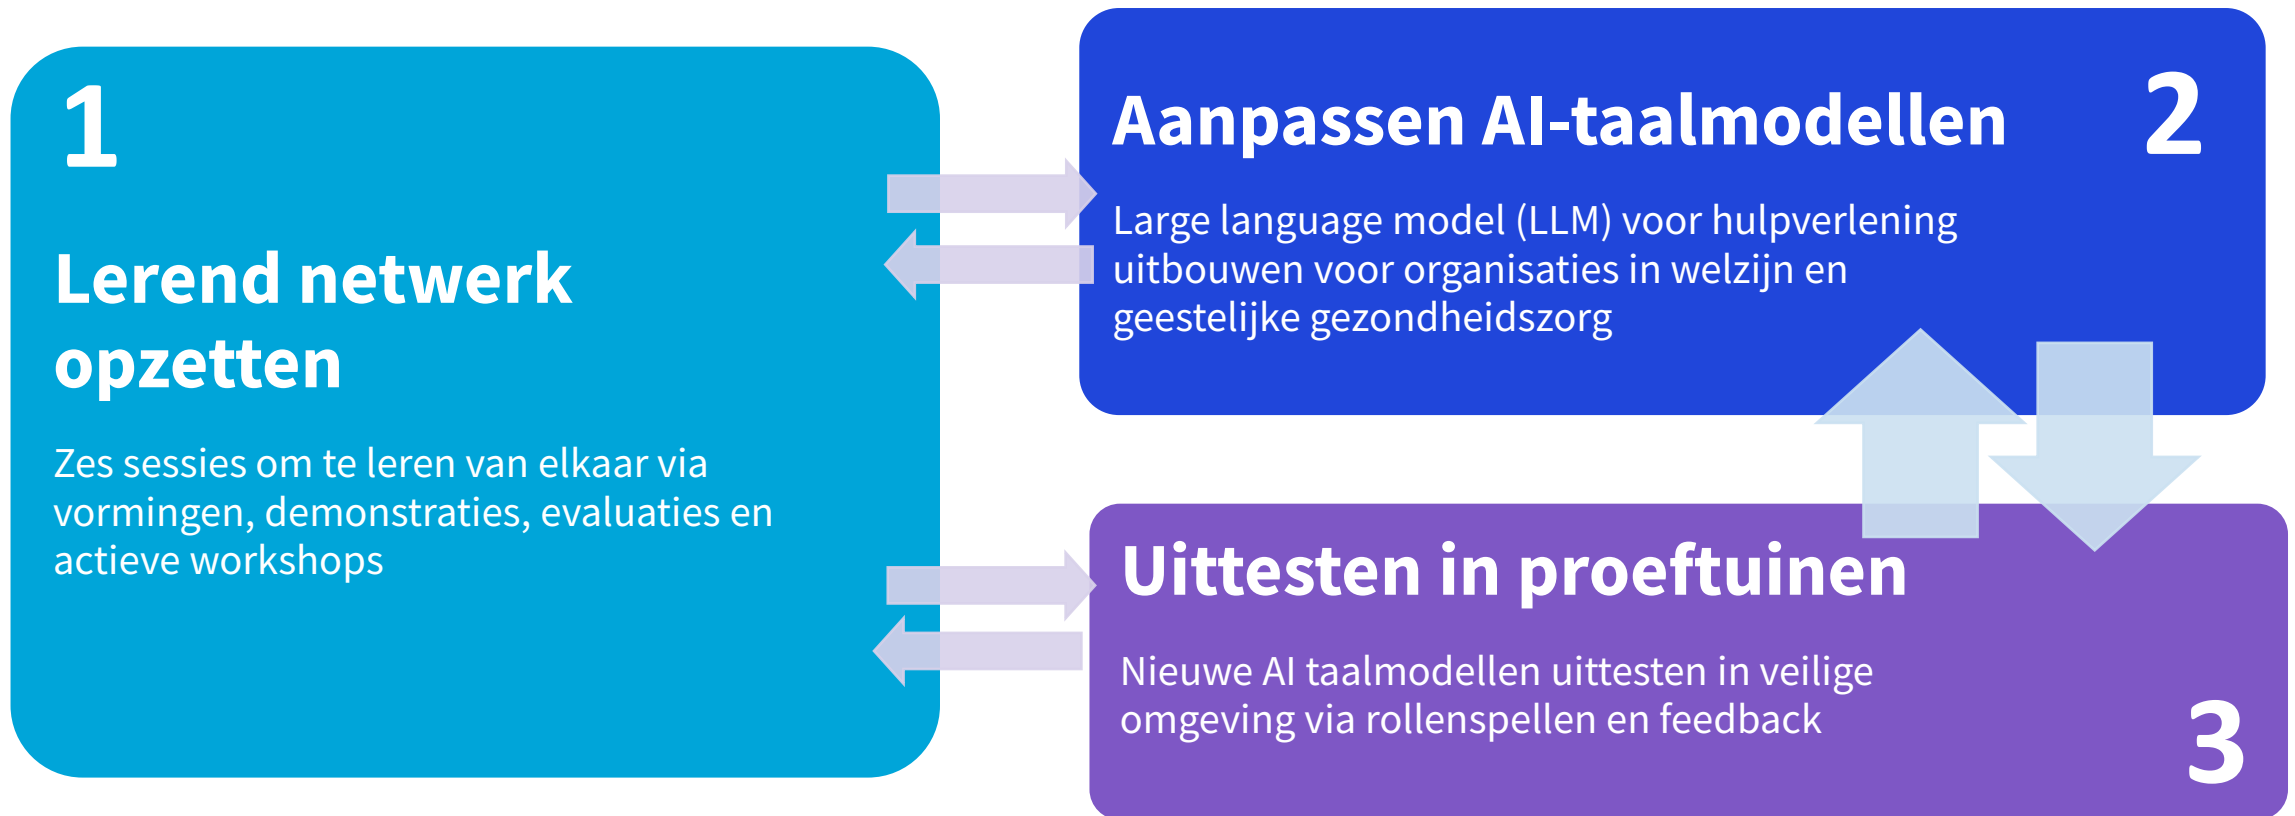 1
Lerend netwerk
opzetten
Zes sessies om te leren van elkaar via
vormingen, demonstraties, evaluaties en
actieve workshops
Aanpassen AI-taalmodellen
2
Large language model (LLM) voor hulpverlening
uitbouwen voor organisaties in welzijn en
geestelijke gezondheidszorg
Uittesten in proeftuinen
Nieuwe AI taalmodellen uittesten in veilige
omgeving via rollenspellen en feedback
3